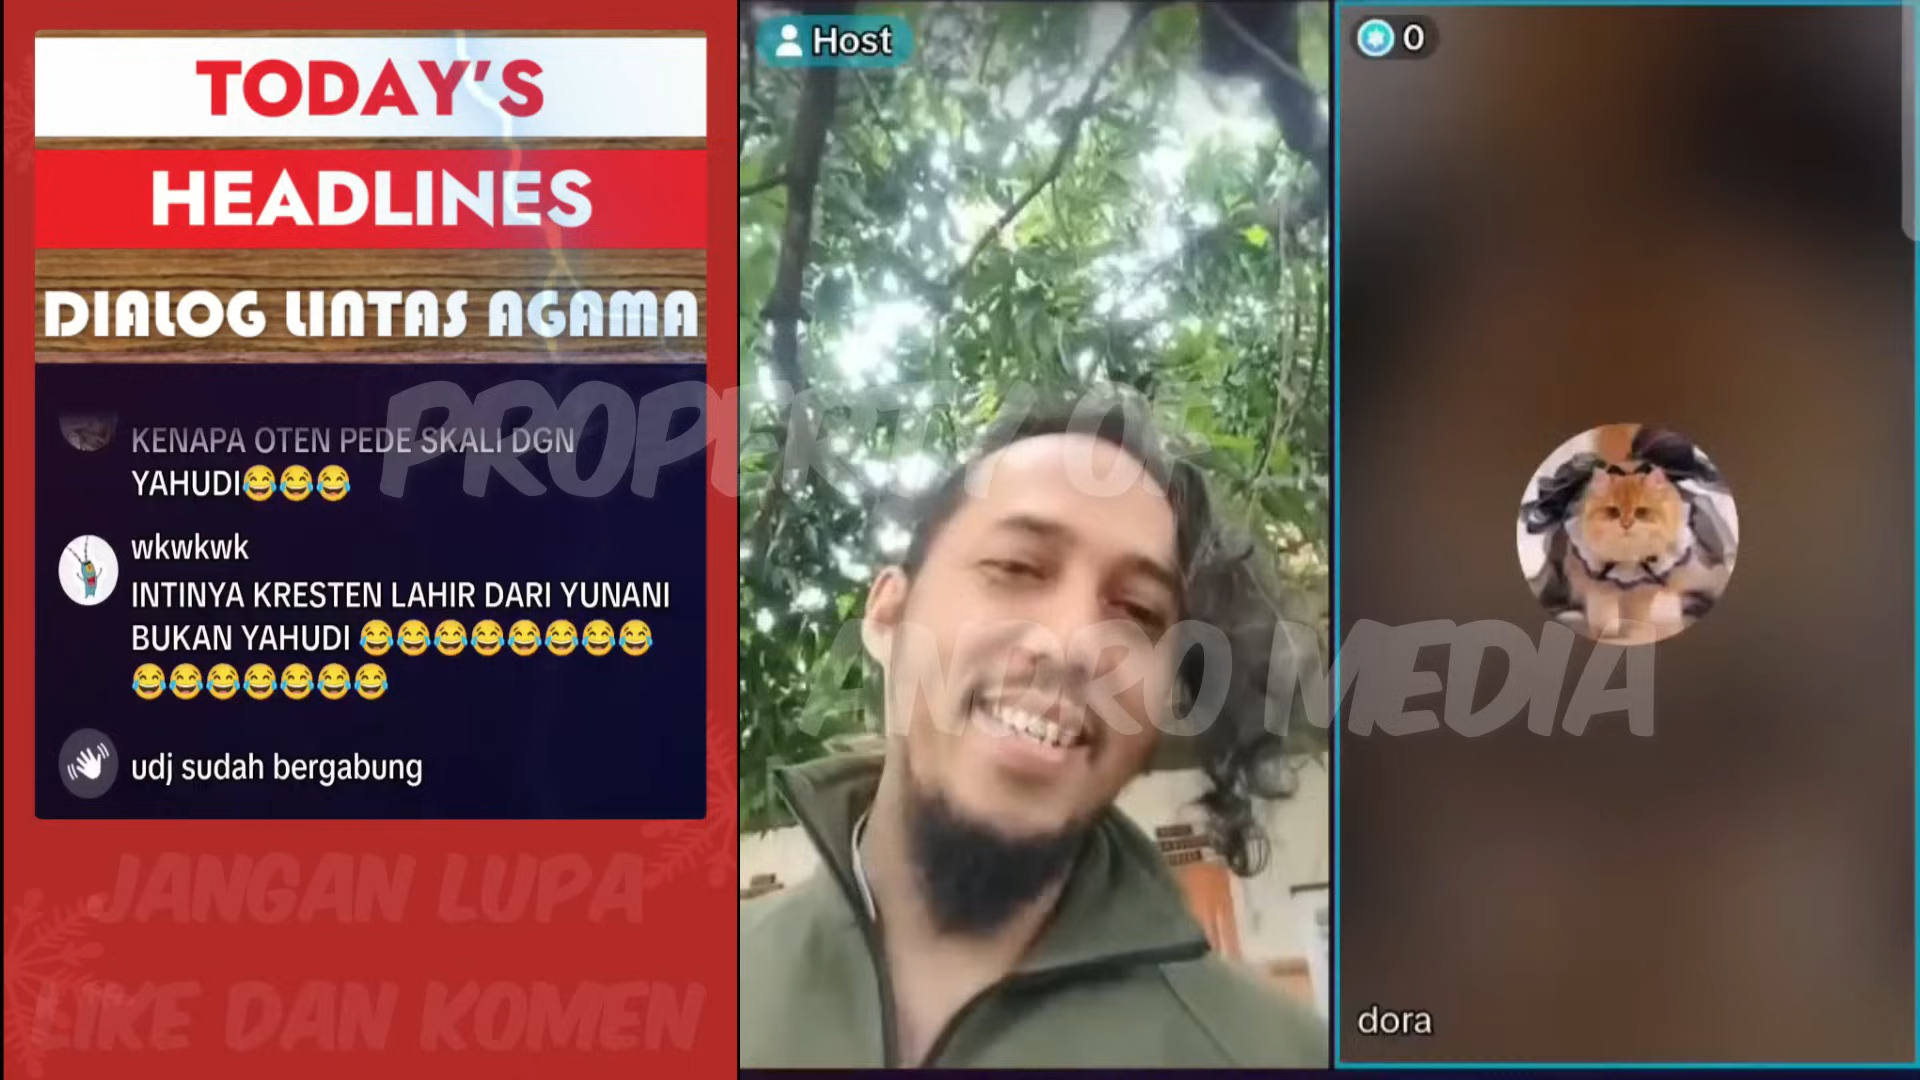 TODAY'S
HEADLINES
DIALOG LINTAS AGAMA
KENAPA OTEN PEDE SKALI DGN
YAHUDI😂😂😂
wkwkwk
INTINYA KRESTEN LAHIR DARI YUNANI
BUKAN YAHUDI 😂😂😂😂😂😂😂😂
😂😂😂😂😂😂😂
udj sudah bergabung
JANGAN LUPA
LIKE DAN KOMEN
Host
0
dora
PROPERTY OF
ANDRO MEDIA